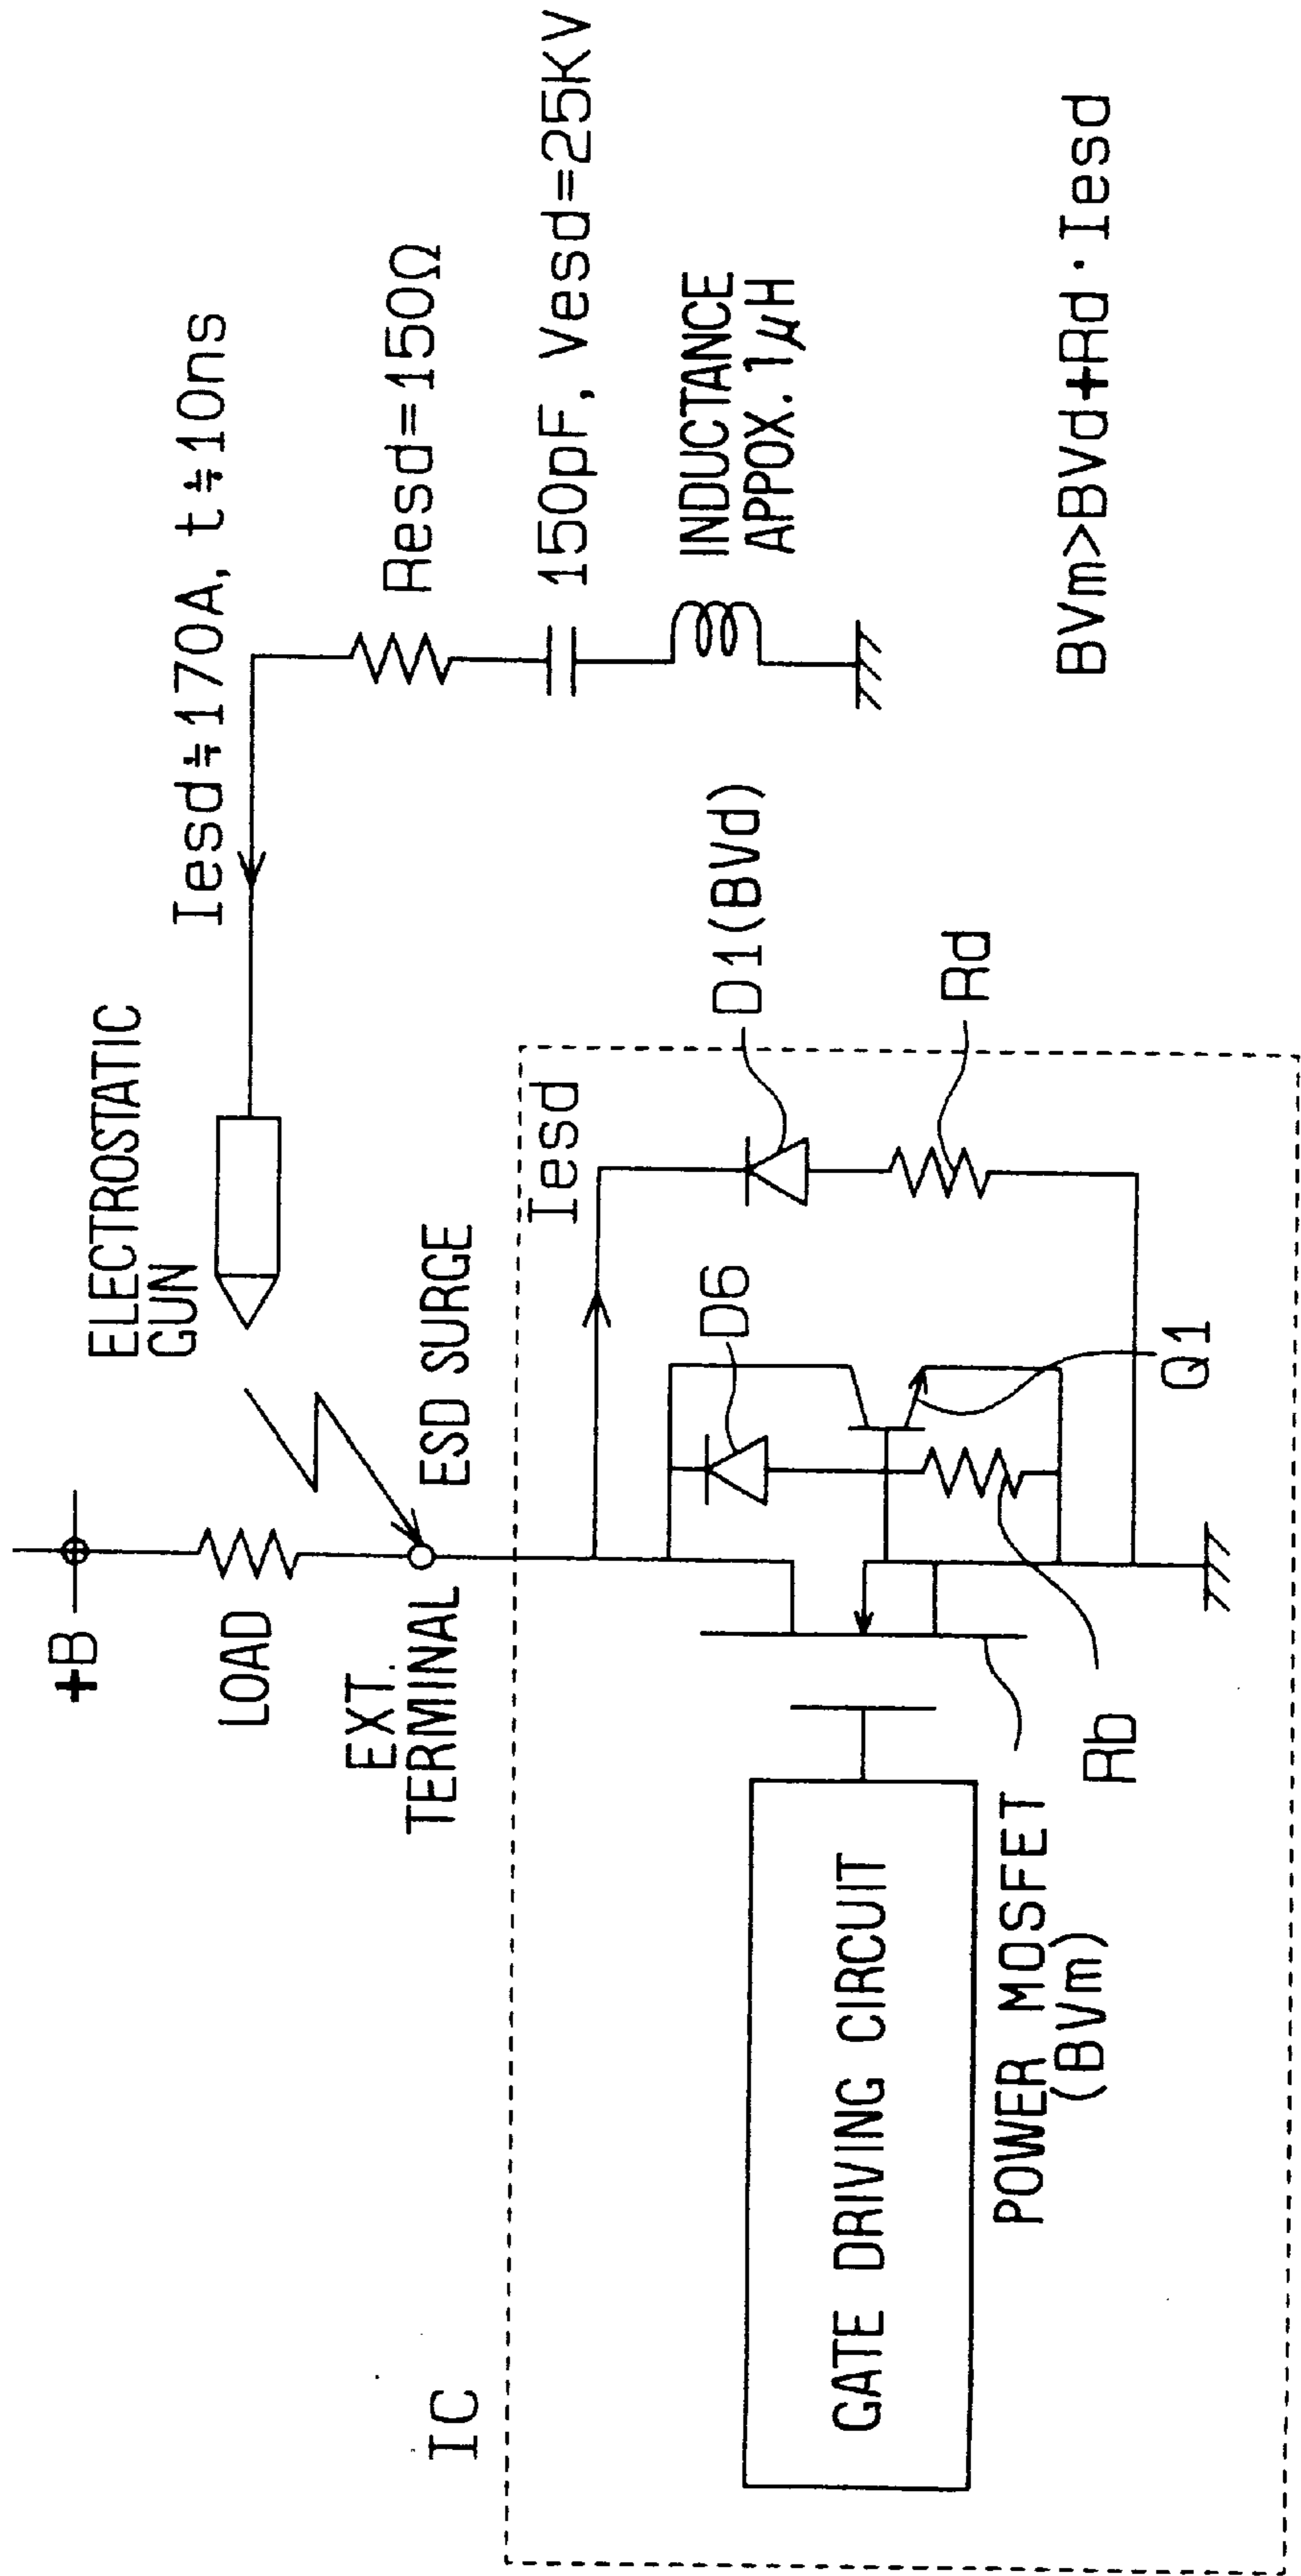 +B
LOAD
EXT.
TERMINAL
ELECTROSTATIC
GUN
ESD SURGE
Iesd≒170A, t≒10ns
Resd=150Ω
150pF, Vesd=25KV
INDUCTANCE
APPOX. 1μH
IC
Iesd
D6
D1(BVd)
Rd
Q1
Rb
GATE DRIVING CIRCUIT
POWER MOSFET
(BVm)
BVm>BVd+Rd·Iesd